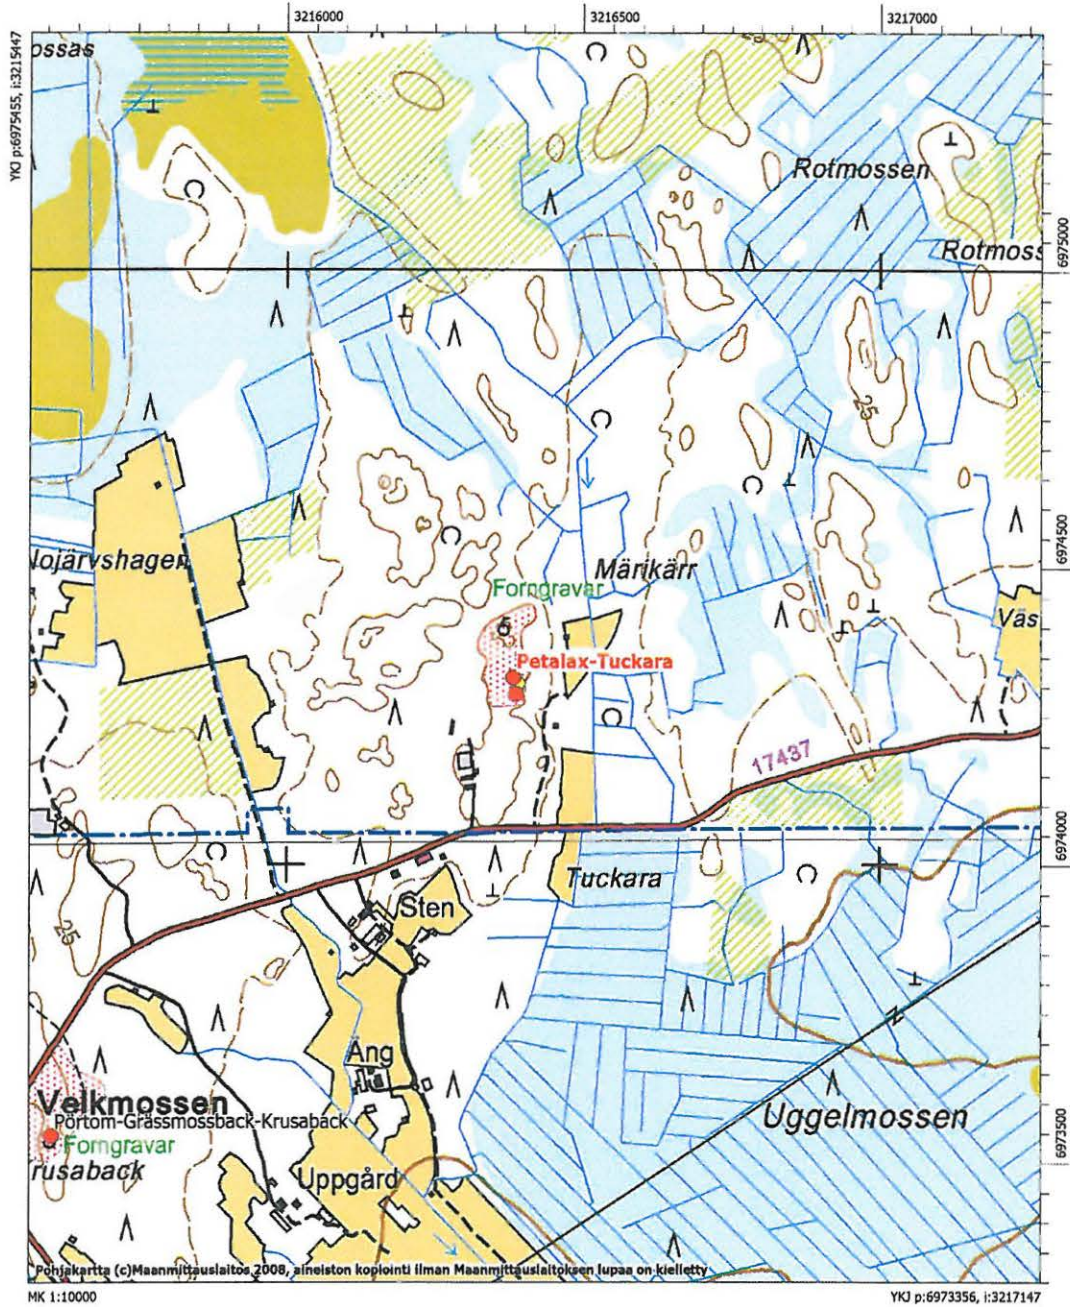 3216000
3216500
3217000
YKJ p:6975455, i:3215447
ossas
Rotmossen
Rotmoss
6975000
25
Nojärvshagen
Märikärr
6974500
Forngravar
Väs
Petalax-Tuckara
17437
6974000
Tuckara
Sten
25
Äng
Velkmossen
Pörtom-Grässmossback-Krusaback
Uggelmossen
6973500
Forngravar
rusaback
Uppgård
Pohjakartta (c)Maanmittauslaitos 2008, aineiston kopiointi ilman Maanmittauslaitoksen lupaa on kielletty
MK 1:10000
YKJ p:6973356, i:3217147